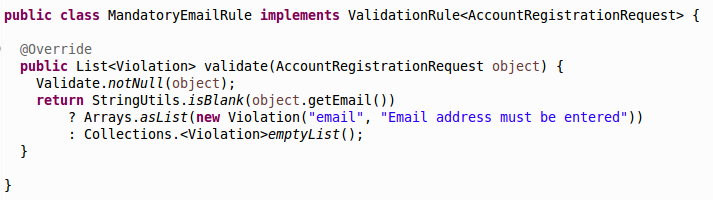 public class MandatoryEmailRule implements ValidationRule<AccountRegistrationRequest> {
@Override
public List<Violation> validate(AccountRegistrationRequest object) {
Validate.notNull(object);
return StringUtils.isBlank(object.getEmail())
? Arrays.asList(new Violation("email", "Email address must be entered"))
: Collections.<Violation>emptyList();
}
}